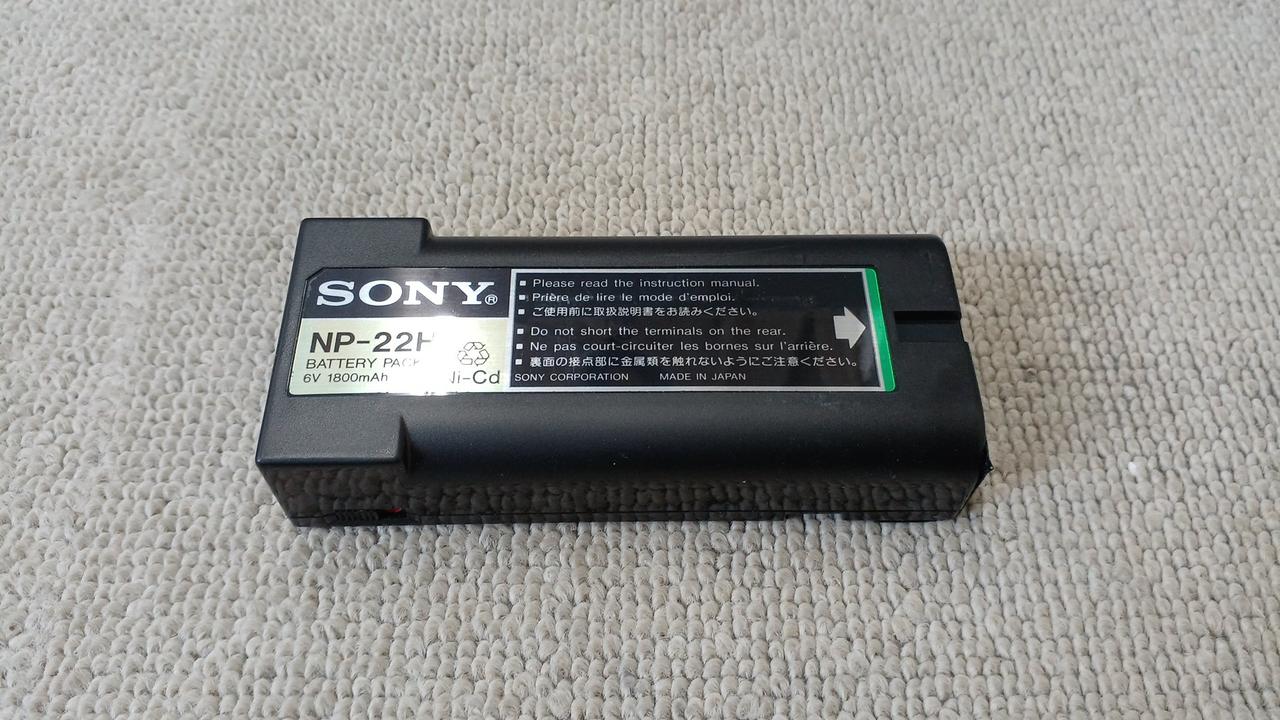 SONY®
NP-22H
BATTERY PACK
6V 1800mAh
Ni-Cd
■ Please read the instruction manual.
■ Prière de lire le mode d'emploi.
■ ご使用前に取扱説明書をお読みください。
■ Do not short the terminals on the rear.
■ Ne pas court-circuiter les bornes sur l'arrière.
■ 裏面の接点部に金属類を触れないようにご注意ください。
SONY CORPORATION MADE IN JAPAN